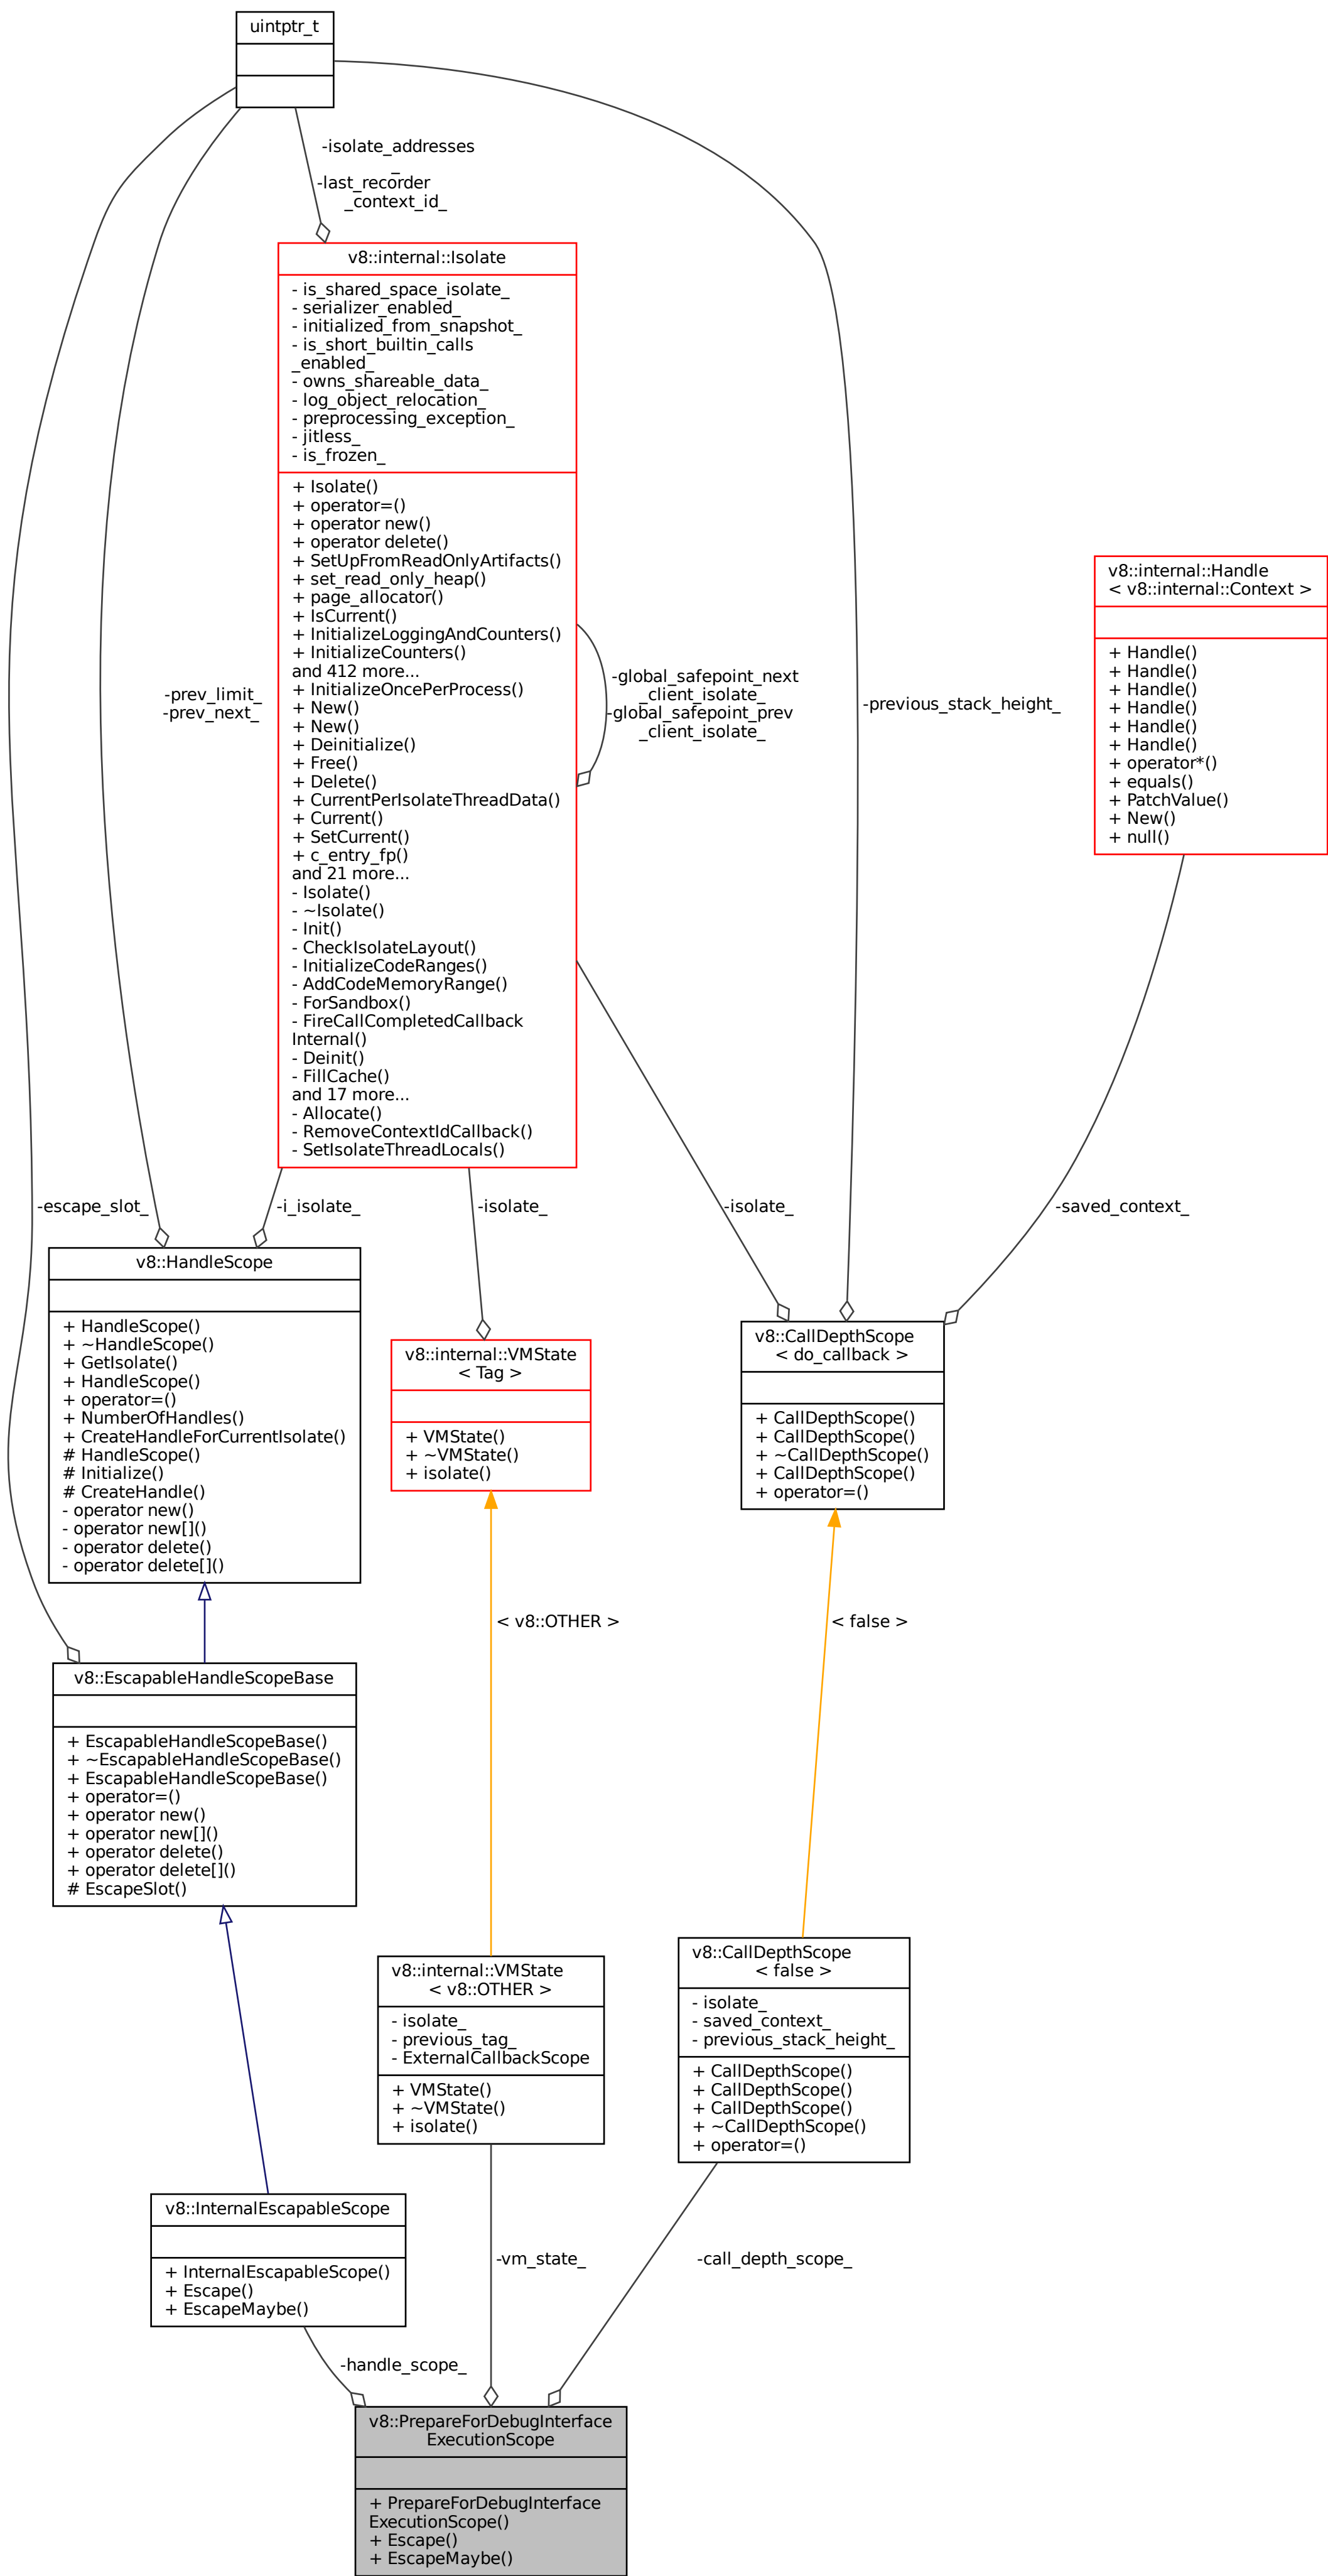 uintptr_t
-isolate_addresses
_
-last_recorder
_context_id_
v8::internal::Isolate
- is_shared_space_isolate_
- serializer_enabled_
- initialized_from_snapshot_
- is_short_builtin_calls
_enabled_
- owns_shareable_data_
- log_object_relocation_
- preprocessing_exception_
- jitless_
- is_frozen_
+ Isolate()
+ operator=()
+ operator new()
+ operator delete()
+ SetUpFromReadOnlyArtifacts()
+ set_read_only_heap()
+ page_allocator()
+ IsCurrent()
+ InitializeLoggingAndCounters()
+ InitializeCounters()
and 412 more...
+ InitializeOncePerProcess()
+ New()
+ New()
+ Deinitialize()
+ Free()
+ Delete()
+ CurrentPerIsolateThreadData()
+ Current()
+ SetCurrent()
+ c_entry_fp()
and 21 more...
- Isolate()
- ~Isolate()
- Init()
- CheckIsolateLayout()
- InitializeCodeRanges()
- AddCodeMemoryRange()
- ForSandbox()
- FireCallCompletedCallback
Internal()
- Deinit()
- FillCache()
and 17 more...
- Allocate()
- RemoveContextIdCallback()
- SetIsolateThreadLocals()
-prev_limit_
-prev_next_
-global_safepoint_next
_client_isolate_
-global_safepoint_prev
_client_isolate_
-previous_stack_height_
v8::internal::Handle
< v8::internal::Context >
+ Handle()
+ Handle()
+ Handle()
+ Handle()
+ Handle()
+ Handle()
+ operator*()
+ equals()
+ PatchValue()
+ New()
+ null()
-escape_slot_
-i_isolate_
-isolate_
-isolate_
-saved_context_
v8::HandleScope
+ HandleScope()
+ ~HandleScope()
+ GetIsolate()
+ HandleScope()
+ operator=()
+ NumberOfHandles()
+ CreateHandleForCurrentIsolate()
# HandleScope()
# Initialize()
# CreateHandle()
- operator new()
- operator new[]()
- operator delete()
- operator delete[]()
v8::internal::VMState
< Tag >
+ VMState()
+ ~VMState()
+ isolate()
v8::CallDepthScope
< do_callback >
+ CallDepthScope()
+ CallDepthScope()
+ ~CallDepthScope()
+ CallDepthScope()
+ operator=()
< v8::OTHER >
< false >
v8::EscapableHandleScopeBase
+ EscapableHandleScopeBase()
+ ~EscapableHandleScopeBase()
+ EscapableHandleScopeBase()
+ operator=()
+ operator new()
+ operator new[]()
+ operator delete()
+ operator delete[]()
# EscapeSlot()
v8::internal::VMState
< v8::OTHER >
- isolate_
- previous_tag_
- ExternalCallbackScope
+ VMState()
+ ~VMState()
+ isolate()
v8::CallDepthScope
< false >
- isolate_
- saved_context_
- previous_stack_height_
+ CallDepthScope()
+ CallDepthScope()
+ CallDepthScope()
+ ~CallDepthScope()
+ operator=()
v8::InternalEscapableScope
+ InternalEscapableScope()
+ Escape()
+ EscapeMaybe()
-vm_state_
-call_depth_scope_
-handle_scope_
v8::PrepareForDebugInterface
ExecutionScope
+ PrepareForDebugInterface
ExecutionScope()
+ Escape()
+ EscapeMaybe()